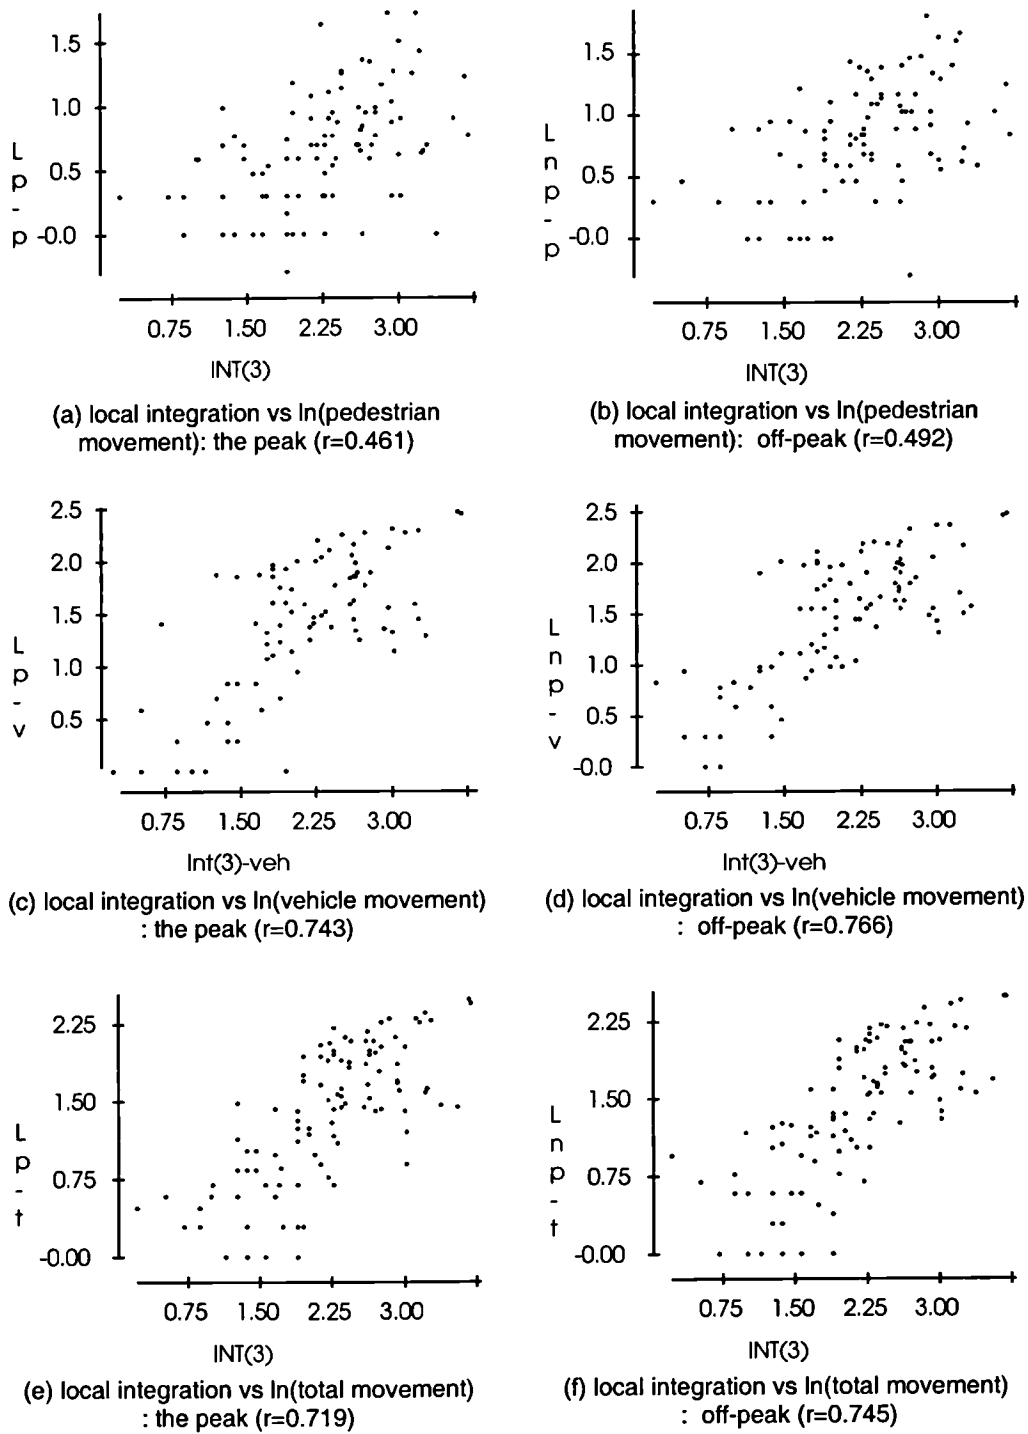 1.5
1.0
0.5
-0.0
L
p
-
p
0.75 1.50 2.25 3.00
INT(3)
(a) local integration vs ln(pedestrian
movement): the peak (r=0.461)
1.5
1.0
0.5
-0.0
L
n
p
-
p
0.75 1.50 2.25 3.00
INT(3)
(b) local integration vs ln(pedestrian
movement): off-peak (r=0.492)
2.5
2.0
1.5
1.0
0.5
L
p
-
v
0.75 1.50 2.25 3.00
Int(3)-veh
(c) local integration vs ln(vehicle movement)
: the peak (r=0.743)
2.5
2.0
1.5
1.0
0.5
-0.0
L
n
p
-
v
0.75 1.50 2.25 3.00
Int(3)-veh
(d) local integration vs ln(vehicle movement)
: off-peak (r=0.766)
2.25
1.50
0.75
-0.00
L
p
-
t
0.75 1.50 2.25 3.00
INT(3)
(e) local integration vs ln(total movement)
: the peak (r=0.719)
2.25
1.50
0.75
-0.00
L
n
p
-
t
0.75 1.50 2.25 3.00
INT(3)
(f) local integration vs ln(total movement)
: off-peak (r=0.745)